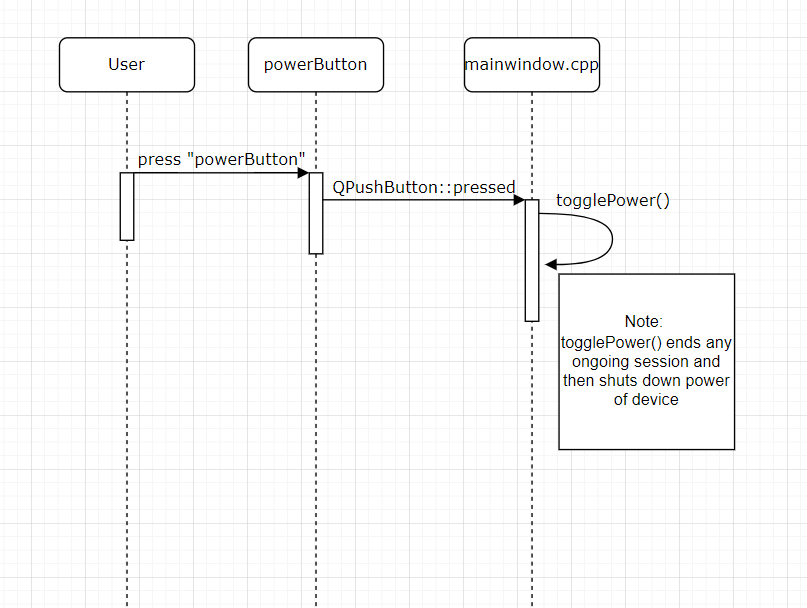 User
powerButton
mainwindow.cpp
press "powerButton"
QPushButton::pressed
togglePower()
Note:
togglePower() ends any
ongoing session and
then shuts down power
of device